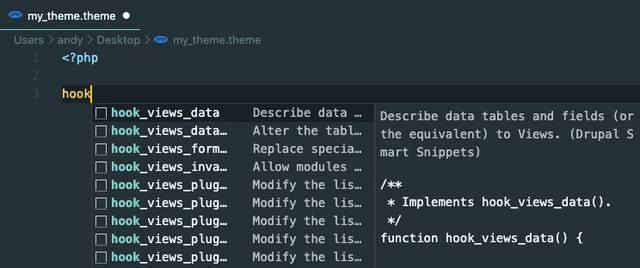 my_theme.theme
Users > andy > Desktop > my_theme.theme
1 <?php
2
3 hook
hook_views_data Describe data …
hook_views_data… Alter the tabl…
hook_views_form… Replace specia…
hook_views_inva… Allow modules …
hook_views_plug… Modify the lis…
hook_views_plug… Modify the lis…
hook_views_plug… Modify the lis…
hook_views_plug… Modify the lis…
hook_views_plug… Modify the lis…
Describe data tables and fields (or
the equivalent) to Views. (Drupal S
mart Snippets)
/**
* Implements hook_views_data().
*/
function hook_views_data() {